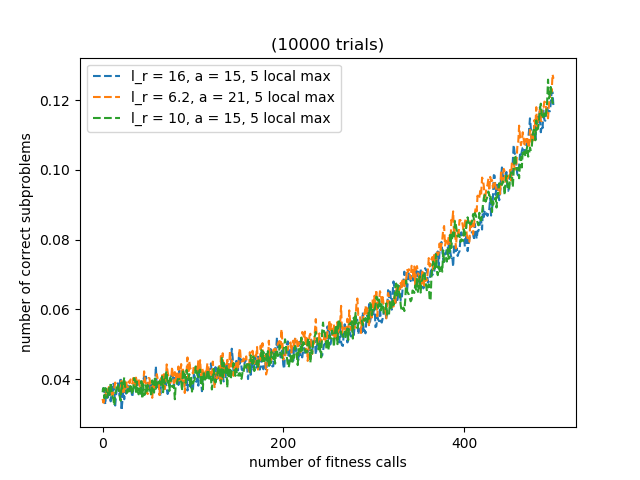 (10000 trials)
l_r = 16, a = 15, 5 local max
l_r = 6.2, a = 21, 5 local max
l_r = 10, a = 15, 5 local max
number of correct subproblems
0.12
0.10
0.08
0.06
0.04
0
200
400
number of fitness calls